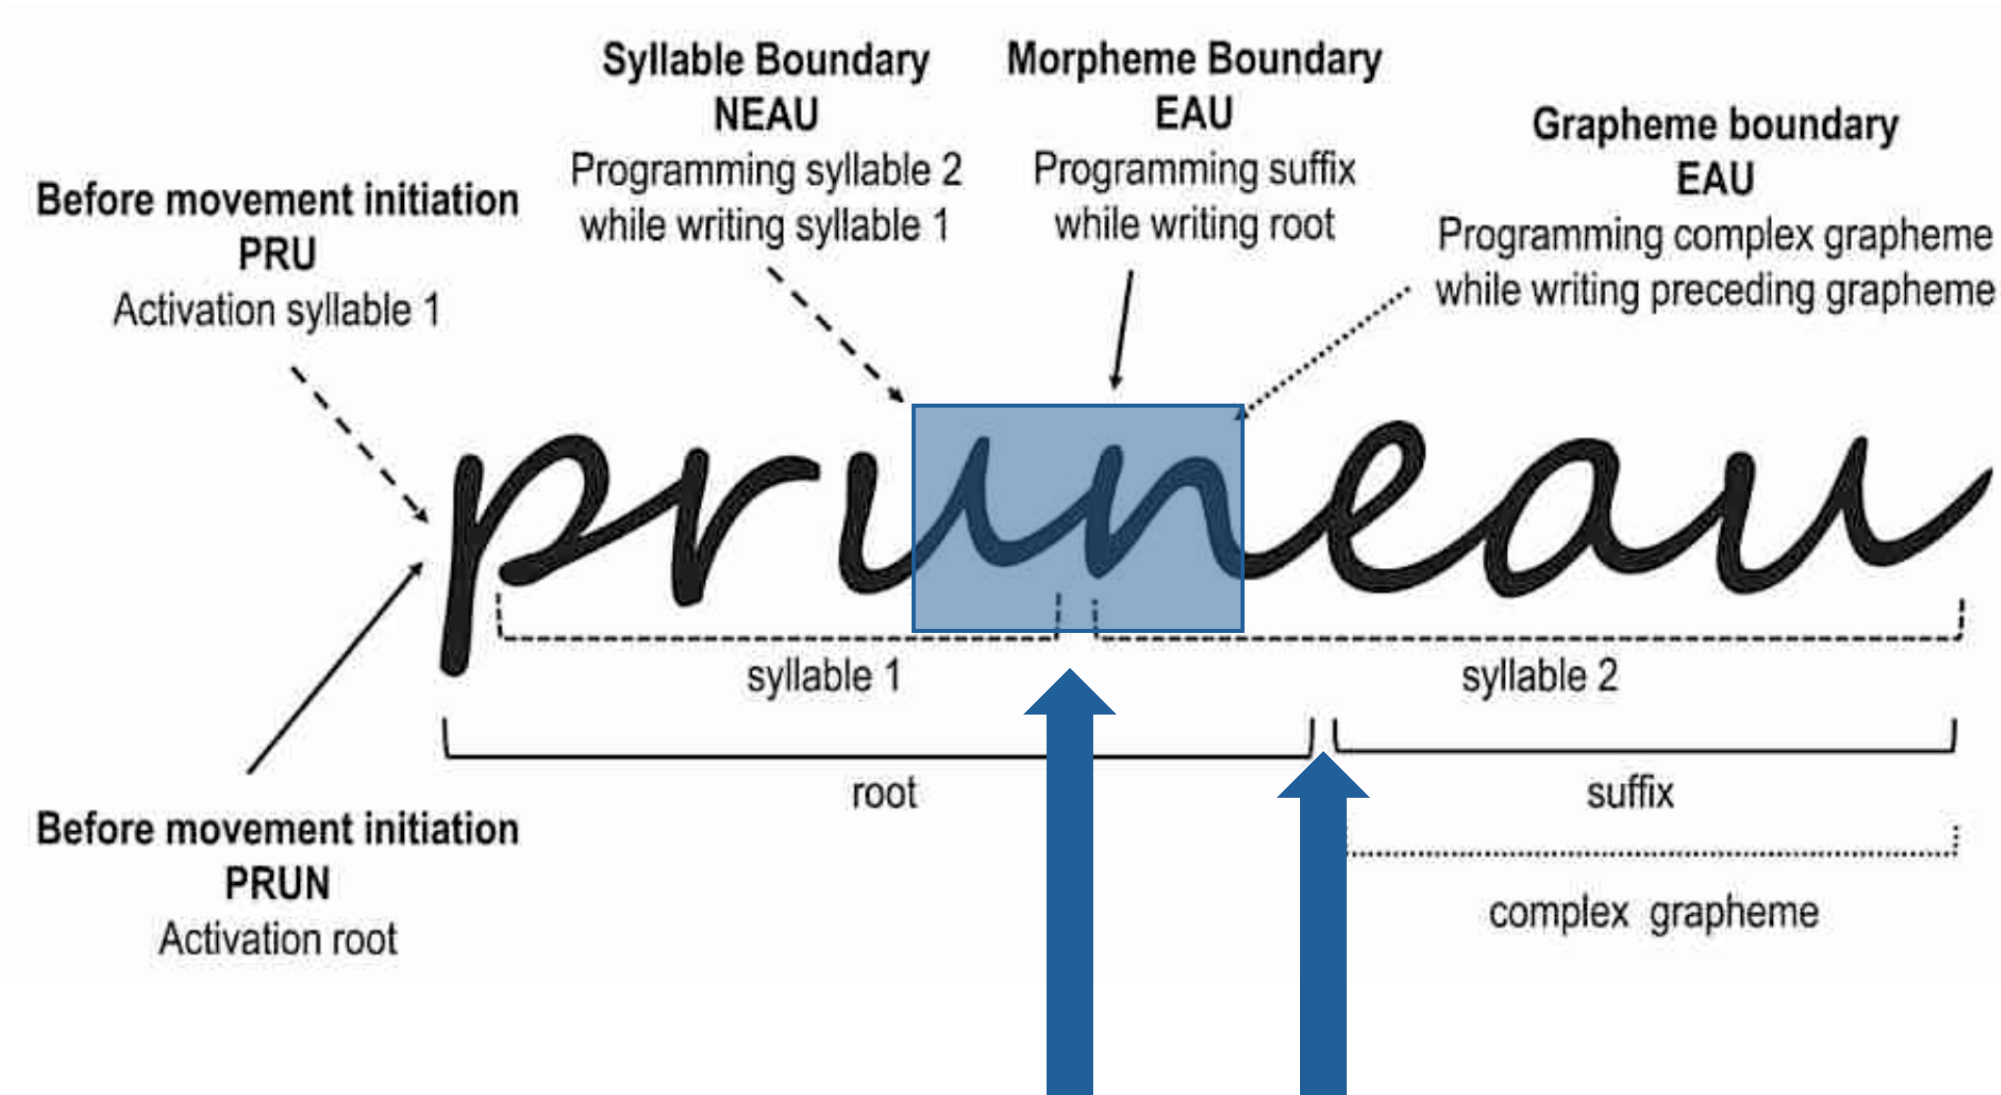 Syllable Boundary
NEAU
Programming syllable 2
while writing syllable 1
Morpheme Boundary
EAU
Programming suffix
while writing root
Grapheme boundary
EAU
Programming complex grapheme
while writing preceding grapheme
Before movement initiation
PRU
Activation syllable 1
pruneau
syllable 1
syllable 2
root
suffix
complex grapheme
Before movement initiation
PRUN
Activation root